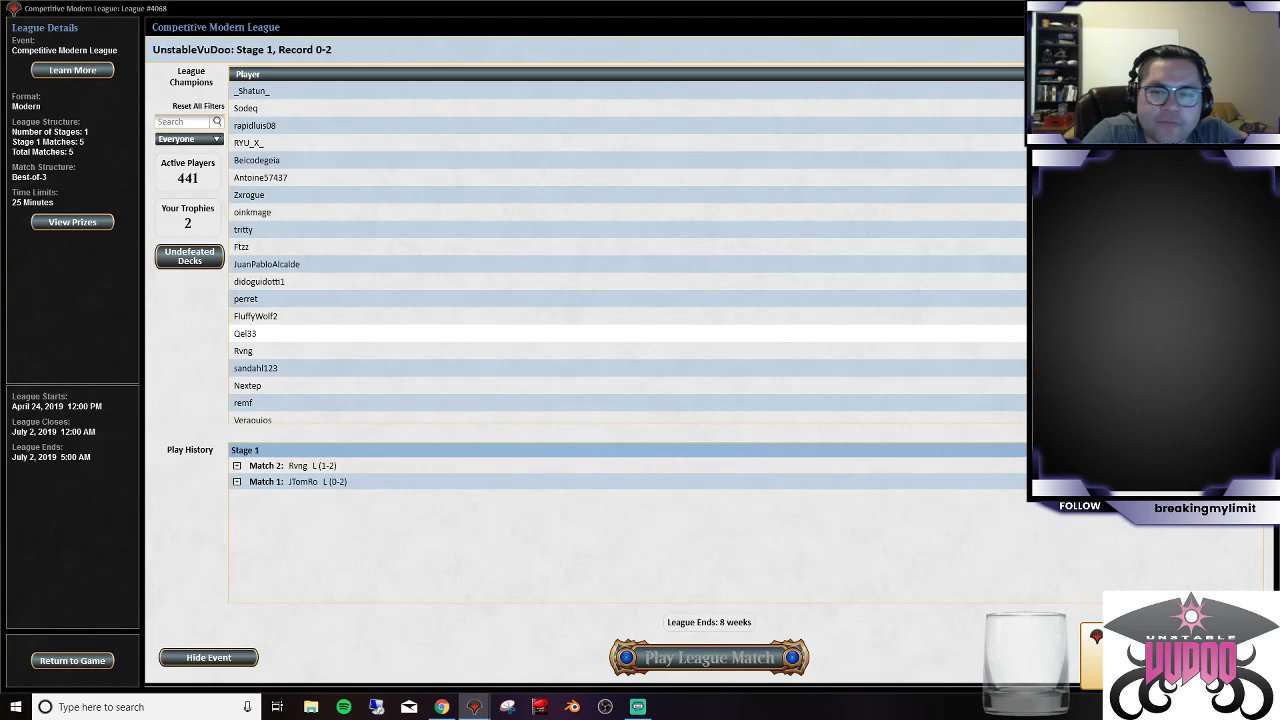 Competitive Modern League: League #4068
League Details
Event:
Competitive Modern League
Learn More
Format:
Modern
League Structure:
Number of Stages: 1
Stage 1 Matches: 5
Total Matches: 5
Match Structure:
Best-of-3
Time Limits:
25 Minutes
View Prizes
League Starts:
April 24, 2019 12:00 PM
League Closes:
July 2, 2019 12:00 AM
League Ends:
July 2, 2019 5:00 AM
Return to Game
Competitive Modern League
UnstableVuDoo: Stage 1, Record 0-2
League
Champions
Reset All Filters
Search
Everyone
Active Players
441
Your Trophies
2
Undefeated
Decks
Player
_Shatun_
Sodeq
rapidluis08
RYU_X_
Beicodegeia
Antoine57437
Zxrogue
oinkmage
tritty
Ftzz
JuanPabloAlcalde
didoguidotti1
perret
FluffyWolf2
Qel33
Rvng
sandahl123
Nextep
remf
Veraquios
Play History
Stage 1
Match 2: Rvng L (1-2)
Match 1: JTomRo L (0-2)
League Ends: 8 weeks
Hide Event
Play League Match
FOLLOW
breakingmylimit
UNSTABLE
VUDOO
Type here to search